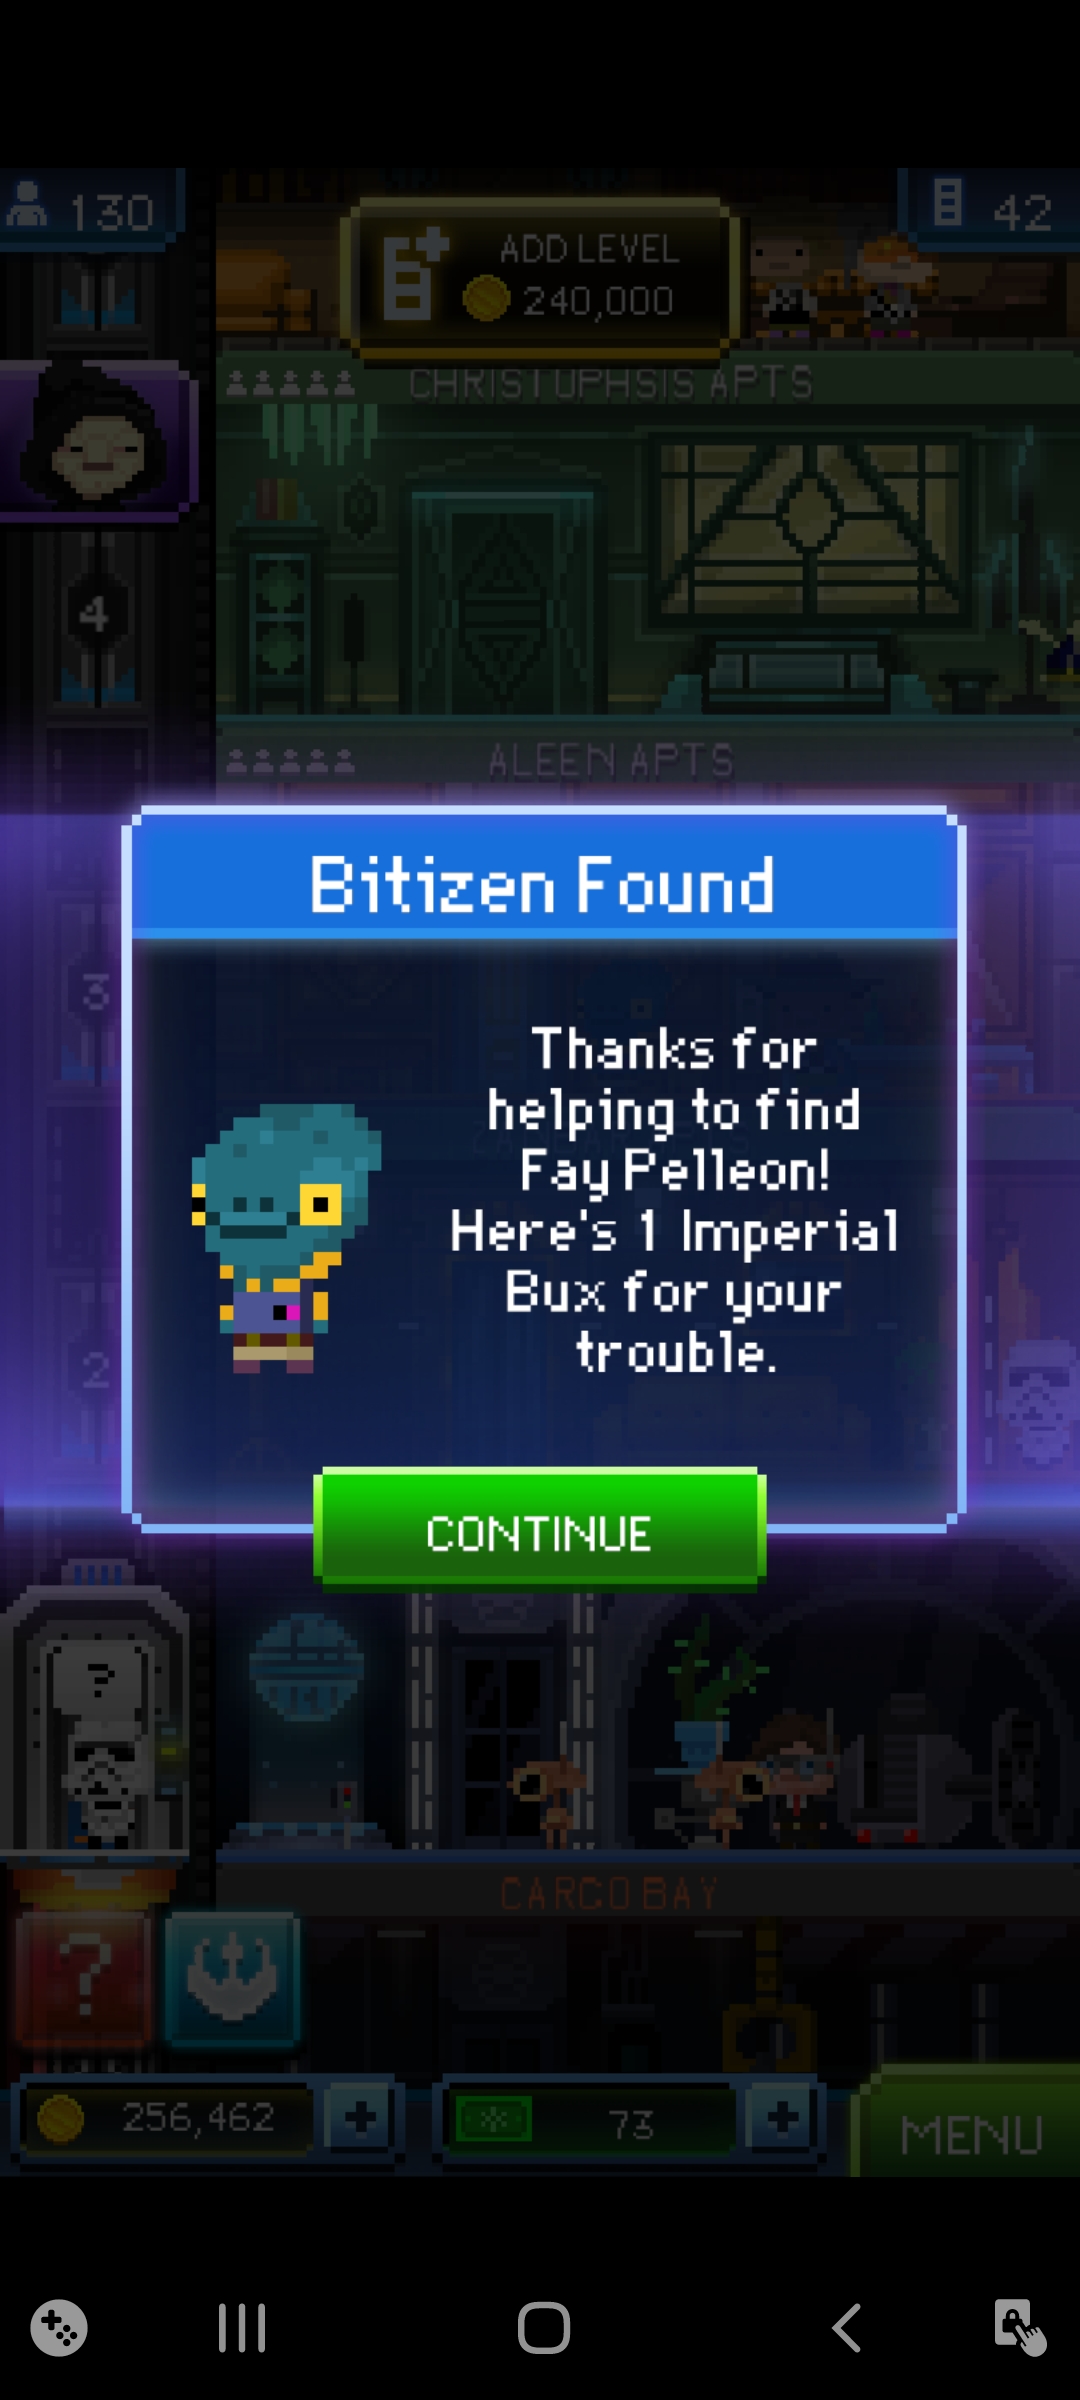 130
42
ADD LEVEL
240,000
CHRISTOPHSIS APTS
4
ALEEN APTS
Bitizen Found
3
Thanks for
helping to find
Fay Pelleon!
Here's 1 Imperial
Bux for your
trouble.
2
CONTINUE
?
CARGO BAY
?
256,462
+
73
+
MENU